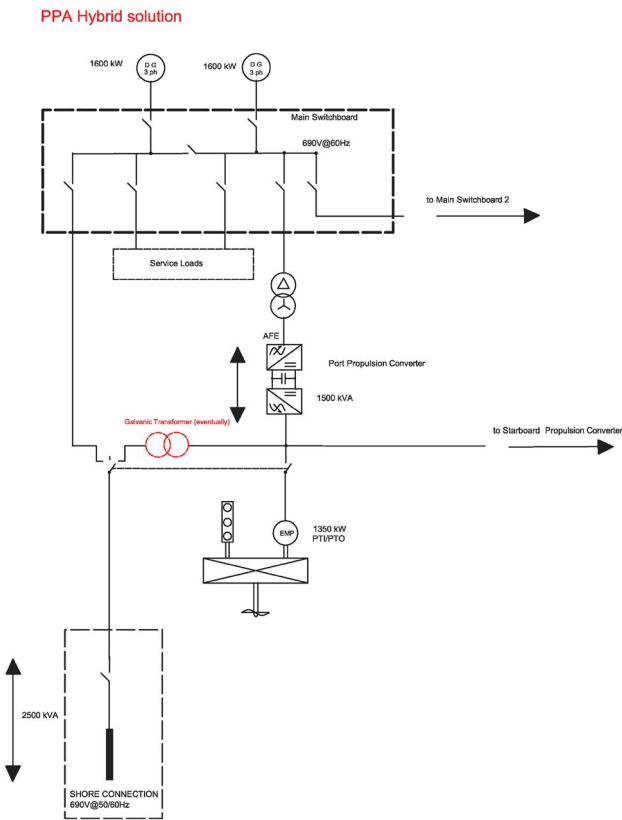 PPA Hybrid solution
1600 kW
D G
3 ph
1600 kW
D G
3 ph
Main Switchboard
690V@60Hz
to Main Switchboard 2
Service Loads
AFE
Port Propulsion Converter
1500 kVA
Galvanic Transformer (eventually)
to Starboard Propulsion Converter
EMP
1350 kW
PTI/PTO
2500 kVA
SHORE CONNECTION
690V@50/60Hz